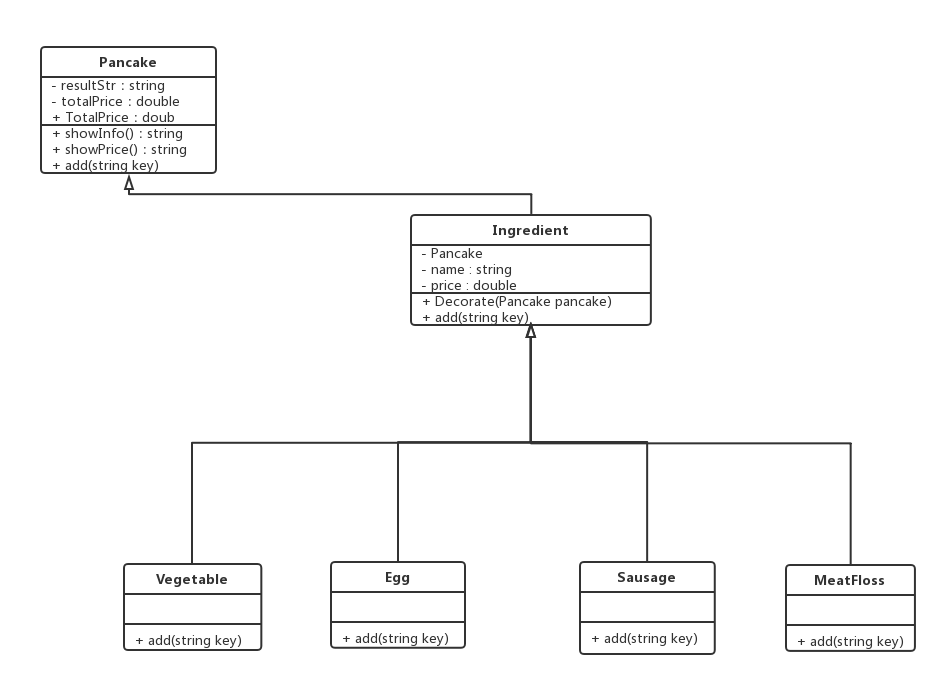 Pancake
- resultStr : string
- totalPrice : double
+ TotalPrice : doub
+ showInfo() : string
+ showPrice() : string
+ add(string key)
Ingredient
- Pancake
- name : string
- price : double
+ Decorate(Pancake pancake)
+ add(string key)
Vegetable
+ add(string key)
Egg
+ add(string key)
Sausage
+ add(string key)
MeatFloss
+ add(string key)